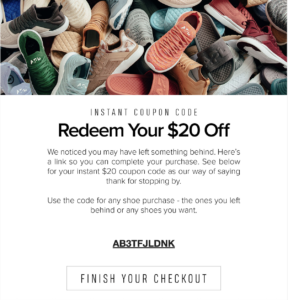 INSTANT COUPON CODE
Redeem Your $20 Off
We noticed you may have left something behind. Here's
a link so you can complete your purchase. See below
for your Instant $20 coupon code as our way of saying
thank for stopping by.
Use the code for any shoe purchase - the ones you left
behind or any shoes you want.
AB3TFJLDNK
FINISH YOUR CHECKOUT